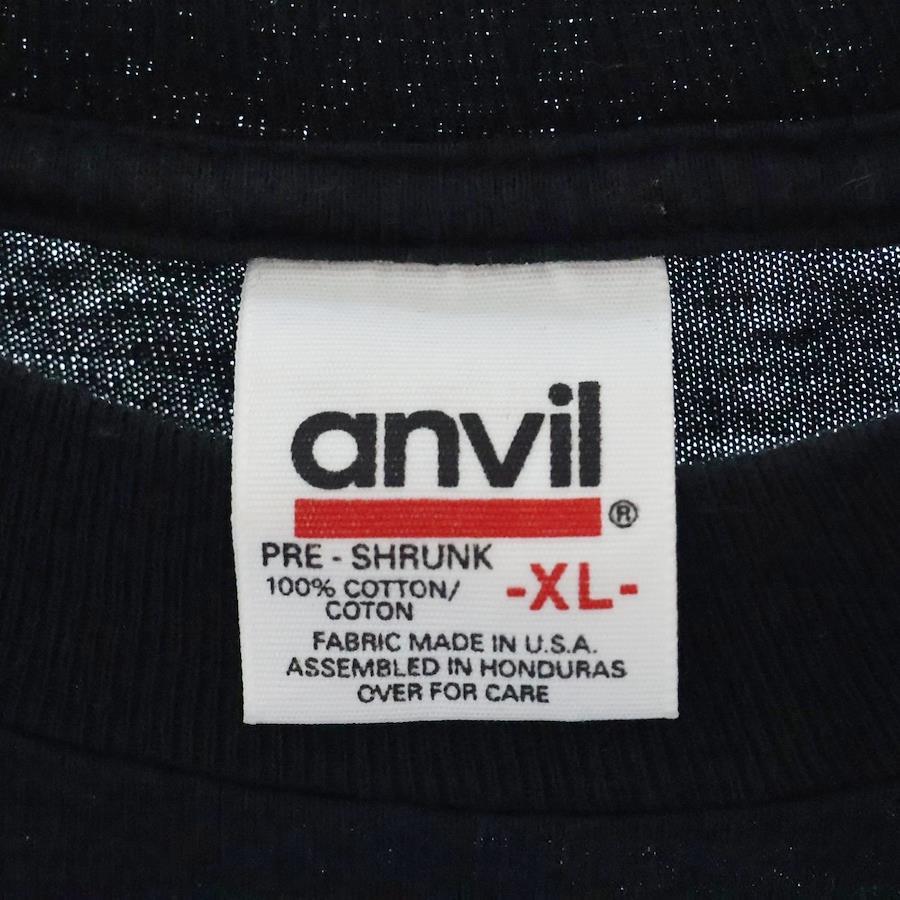 anvil®
PRE - SHRUNK
100% COTTON/
COTON
-XL-
FABRIC MADE IN U.S.A.
ASSEMBLED IN HONDURAS
OVER FOR CARE